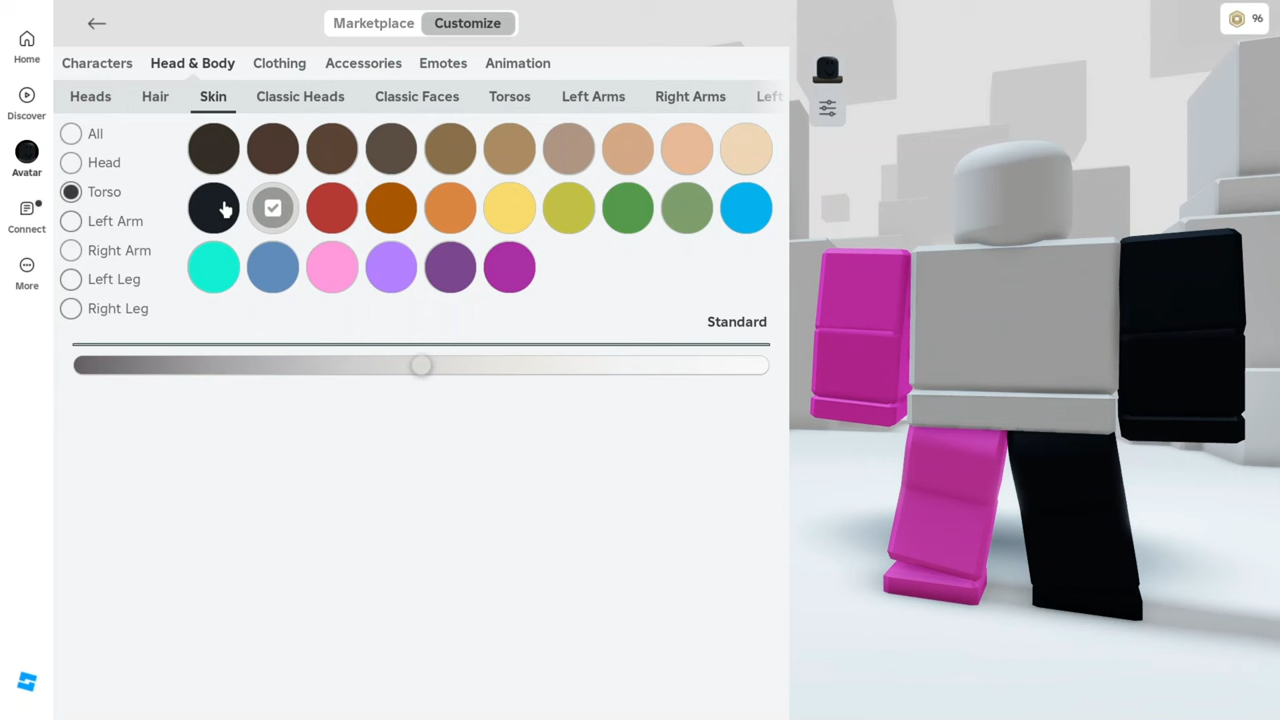 Marketplace Customize
96
Home
Discover
Avatar
Connect
More
Characters Head & Body Clothing Accessories Emotes Animation
Heads Hair Skin Classic Heads Classic Faces Torsos Left Arms Right Arms Left
All
Head
Torso
Left Arm
Right Arm
Left Leg
Right Leg
Standard